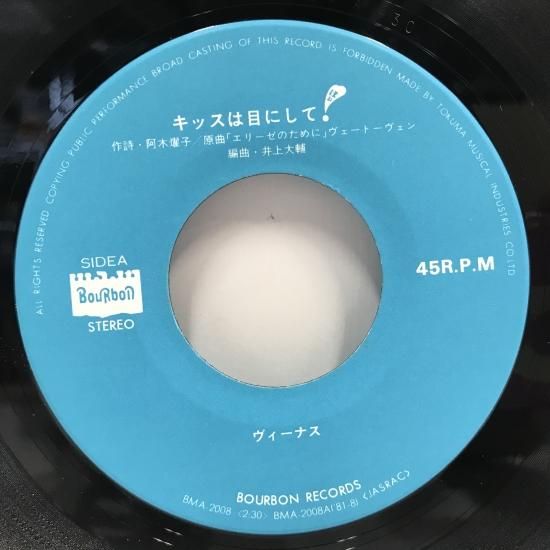 ALL RIGHTS RESERVED COPYING PUBLIC PERFORMANCE BROAD CASTING OF THIS RECORD IS FORBIDDEN MADE BY TOKUMA MUSICAL INDUSTRIES CO.LTD
キッスは目にして!
作詩・阿木燿子/原曲「エリーゼのために」ヴェートーヴェン
編曲・井上大輔
SIDEA
BouRbon
STEREO
45R.P.M
ヴィーナス
BOURBON RECORDS
BMA-2008 〈2:30〉 BMA-2008A('81-8) 〈JASRAC〉